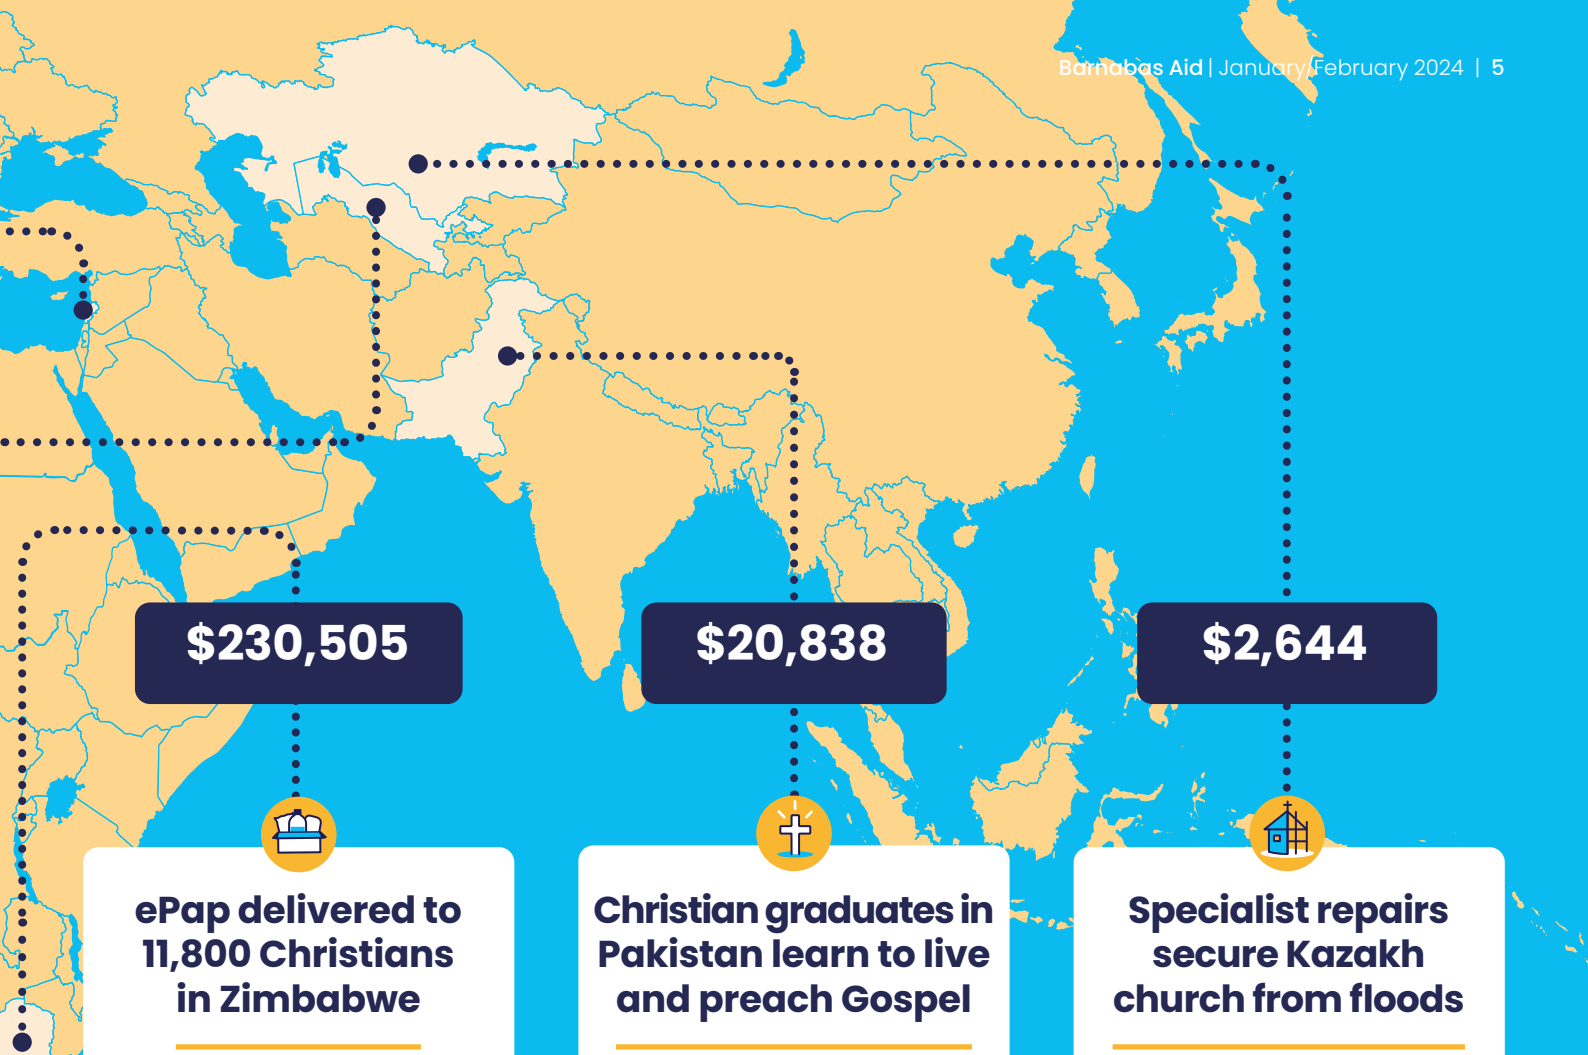 Barnabas Aid | January/February 2024 | 5
$230,505
ePap delivered to
11,800 Christians
in Zimbabwe
$20,838
Christian graduates in
Pakistan learn to live
and preach Gospel
$2,644
Specialist repairs
secure Kazakh
church from floods